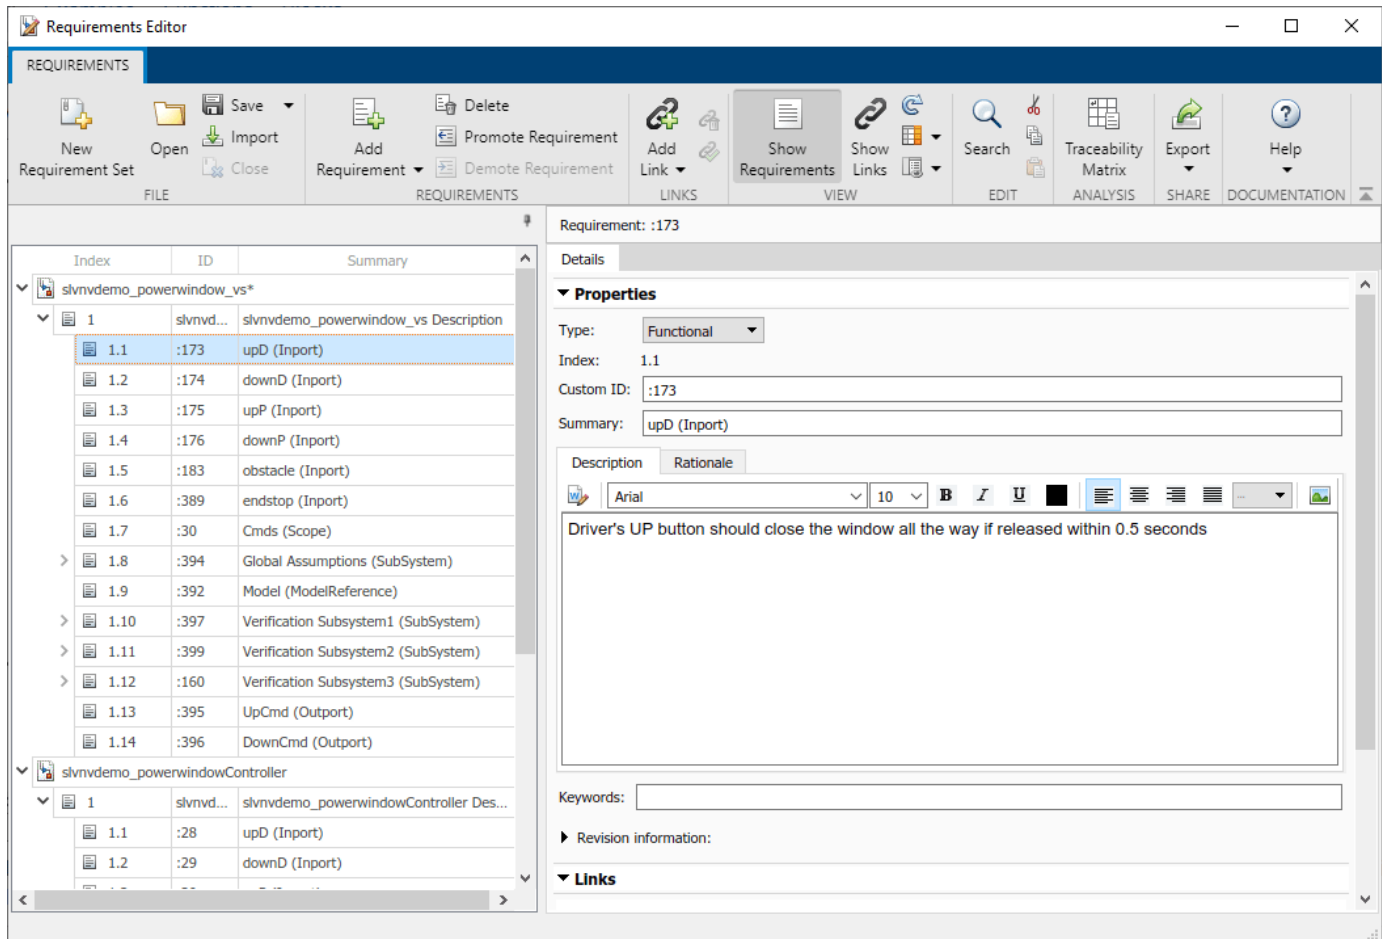 Requirements Editor
REQUIREMENTS
New Requirement Set
Open
Save
Import
Close
FILE
Add Requirement
Delete
Promote Requirement
Demote Requirement
REQUIREMENTS
Add Link
LINKS
Show Requirements
Show Links
VIEW
Search
EDIT
Traceability Matrix
ANALYSIS
Export
SHARE
Help
DOCUMENTATION
Index ID Summary
slvnvdemo_powerwindow_vs*
1 slvnvd... slvnvdemo_powerwindow_vs Description
1.1 :173 upD (Inport)
1.2 :174 downD (Inport)
1.3 :175 upP (Inport)
1.4 :176 downP (Inport)
1.5 :183 obstacle (Inport)
1.6 :389 endstop (Inport)
1.7 :30 Cmds (Scope)
1.8 :394 Global Assumptions (SubSystem)
1.9 :392 Model (ModelReference)
1.10 :397 Verification Subsystem1 (SubSystem)
1.11 :399 Verification Subsystem2 (SubSystem)
1.12 :160 Verification Subsystem3 (SubSystem)
1.13 :395 UpCmd (Outport)
1.14 :396 DownCmd (Outport)
slvnvdemo_powerwindowController
1 slvnvd... slvnvdemo_powerwindowController Des...
1.1 :28 upD (Inport)
1.2 :29 downD (Inport)
Requirement: :173
Details
Properties
Type: Functional
Index: 1.1
Custom ID: :173
Summary: upD (Inport)
Description Rationale
Arial 10 B I U ...
Driver's UP button should close the window all the way if released within 0.5 seconds
Keywords:
Revision information:
Links